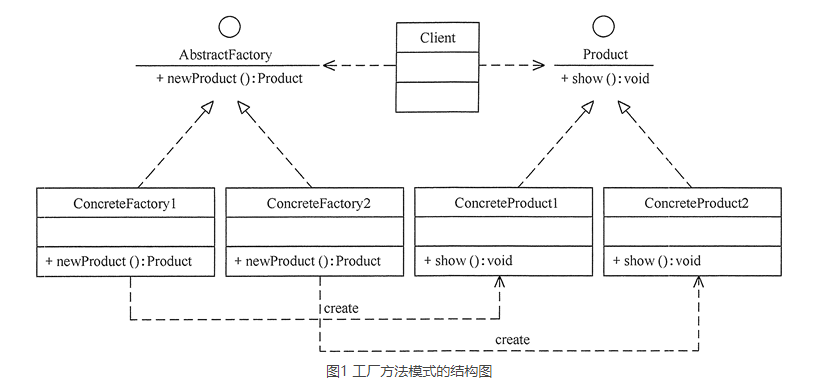 AbstractFactory
+ newProduct (): Product
Client
Product
+ show (): void
ConcreteFactory1
+ newProduct (): Product
ConcreteFactory2
+ newProduct (): Product
ConcreteProduct1
+ show (): void
ConcreteProduct2
+ show (): void
create
create
图1 工厂方法模式的结构图